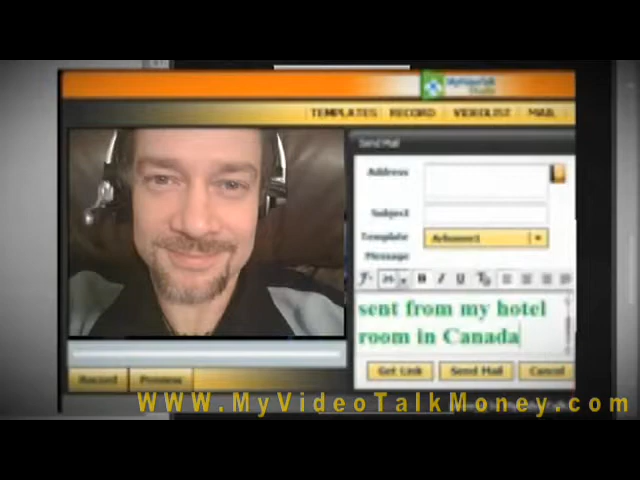 TEMPLATES RECORD VIDEOLIST MAIL
Send Mail
Address
Subject
Template
Message
B I U
sent from my hotel
room in Canada
Get Link Send Mail Cancel
Record Preview
WWW.MyVideoTalkMoney.com